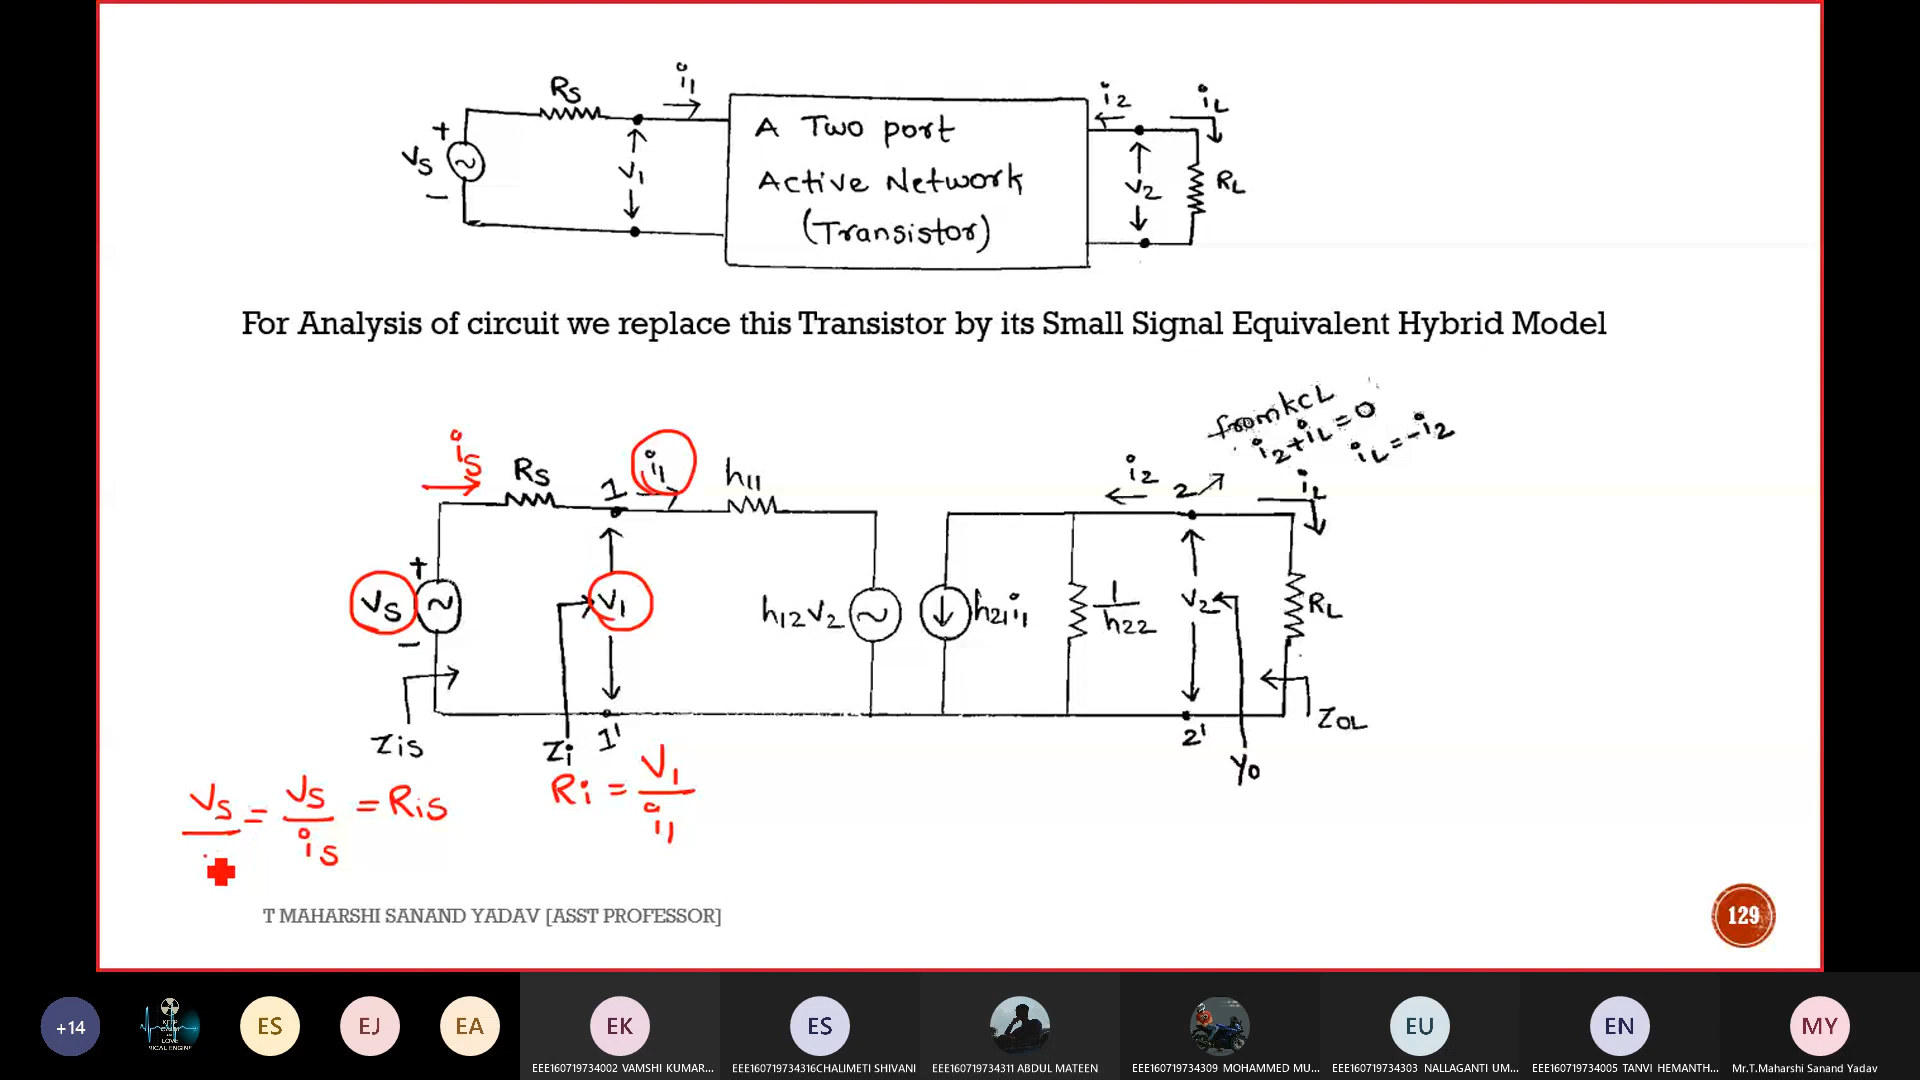 RS
i1
i2
iL
+
VS
−
V1
A Two port
Active Network
(Transistor)
V2
RL
For Analysis of circuit we replace this Transistor by its Small Signal Equivalent Hybrid Model
from KCL
i2+iL=0
iL=-i2
iS
RS
1
i1
h11
i2
2
iL
+
VS
−
V1
h12V2
h21i1
1/h22
V2
RL
Zis
Zi
1'
2'
ZOL
Yo
VS = VS/iS = Ris
Ri = V1/i1
T MAHARSHI SANAND YADAV [ASST PROFESSOR]
129
+14
ES
EJ
EA
EK
ES
EU
EN
MY
EEE160719734002 VAMSHI KUMAR...
EEE160719734316CHALIMETI SHIVANI
EEE160719734311 ABDUL MATEEN
EEE160719734309 MOHAMMED MU...
EEE160719734303 NALLAGANTI UM...
EEE160719734005 TANVI HEMANTH...
Mr.T.Maharshi Sanand Yadav